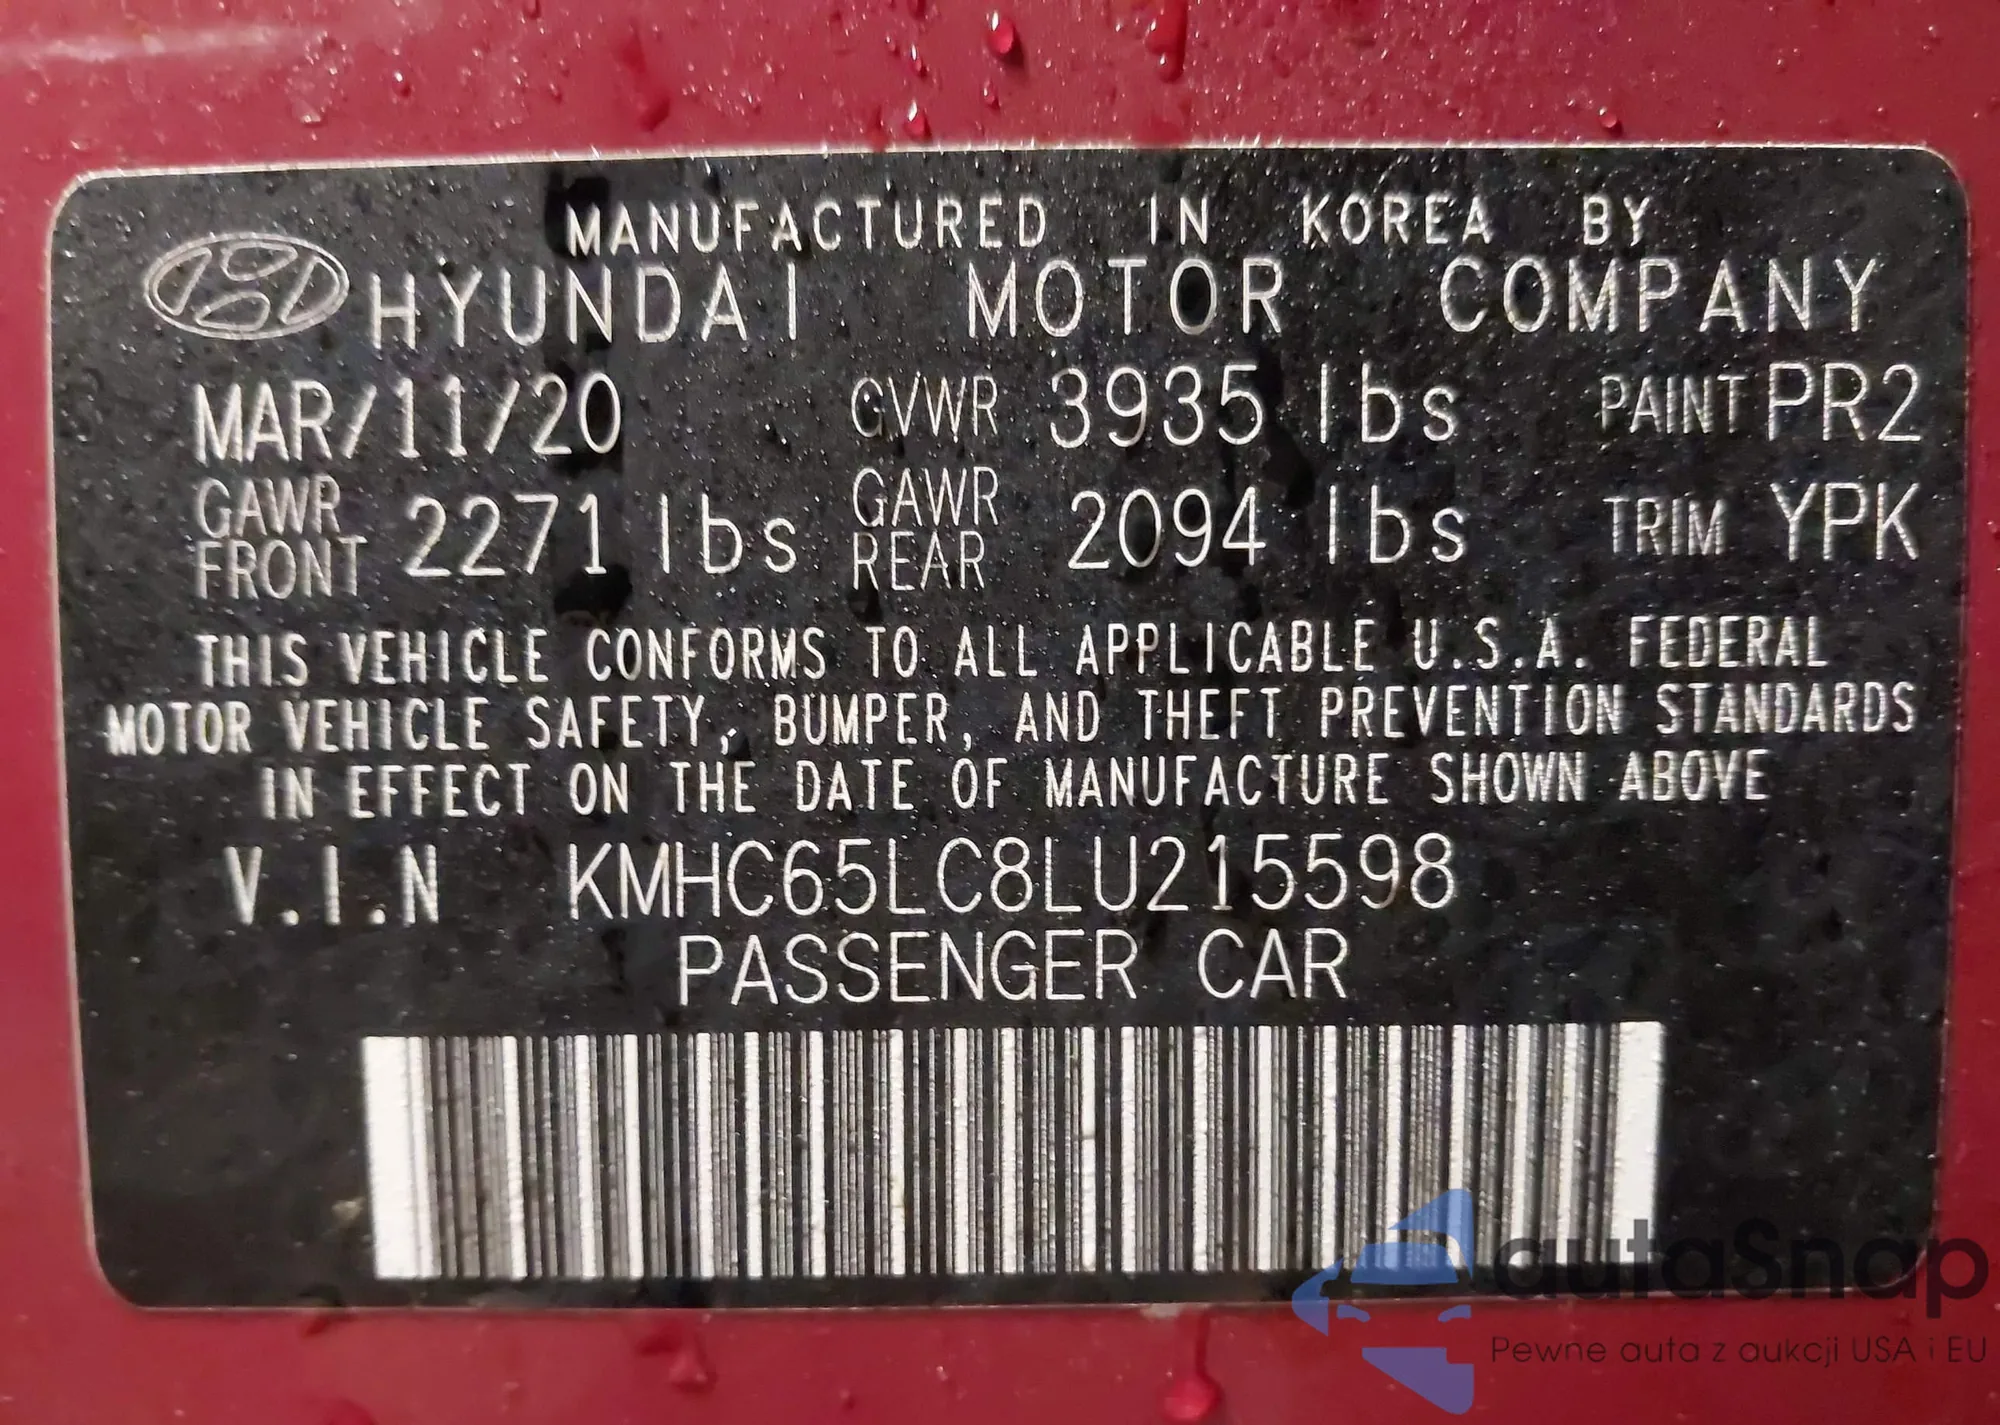 MANUFACTURED IN KOREA BY
HYUNDAI MOTOR COMPANY
MAR/11/20 GVWR 3935 lbs PAINT PR2
GAWR FRONT 2271 lbs GAWR REAR 2094 lbs TRIM YPK
THIS VEHICLE CONFORMS TO ALL APPLICABLE U.S.A. FEDERAL
MOTOR VEHICLE SAFETY, BUMPER, AND THEFT PREVENTION STANDARDS
IN EFFECT ON THE DATE OF MANUFACTURE SHOWN ABOVE
V.I.N KMHC65LC8LU215598
PASSENGER CAR
autaSnap
Pewne auta z aukcji USA i EU